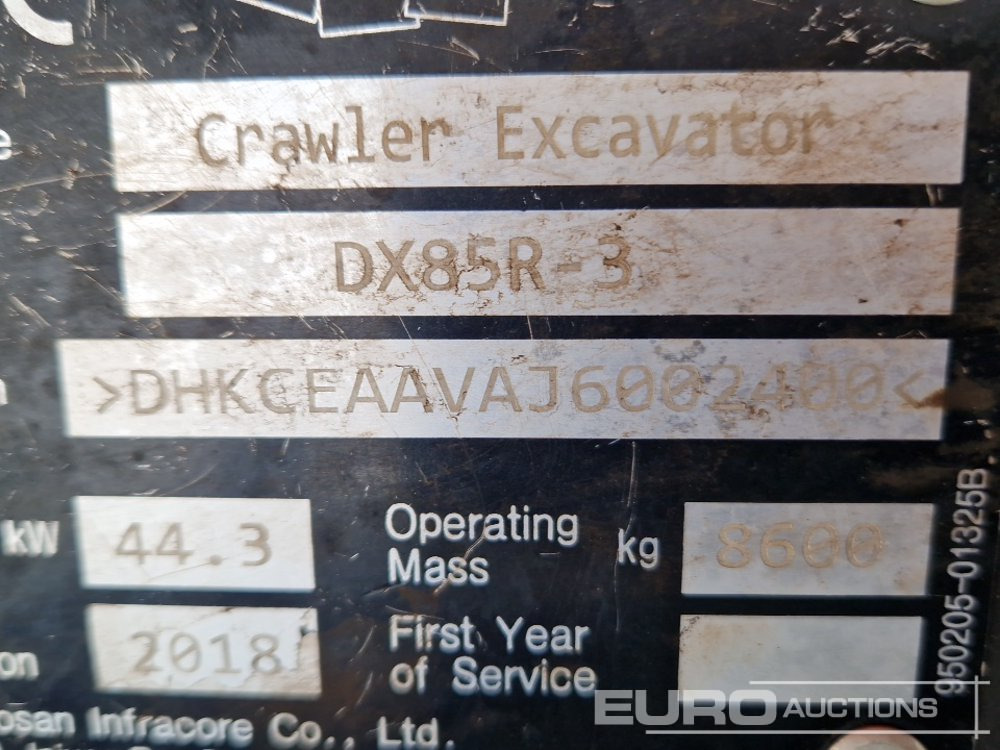 Crawler Excavator
DX85R-3
>DHKCEAAVAJ6002400<
kW 44.3 Operating Mass kg 8600
2018 First Year of Service
Infracore Co., Ltd.
950205-01325B
EURO AUCTIONS